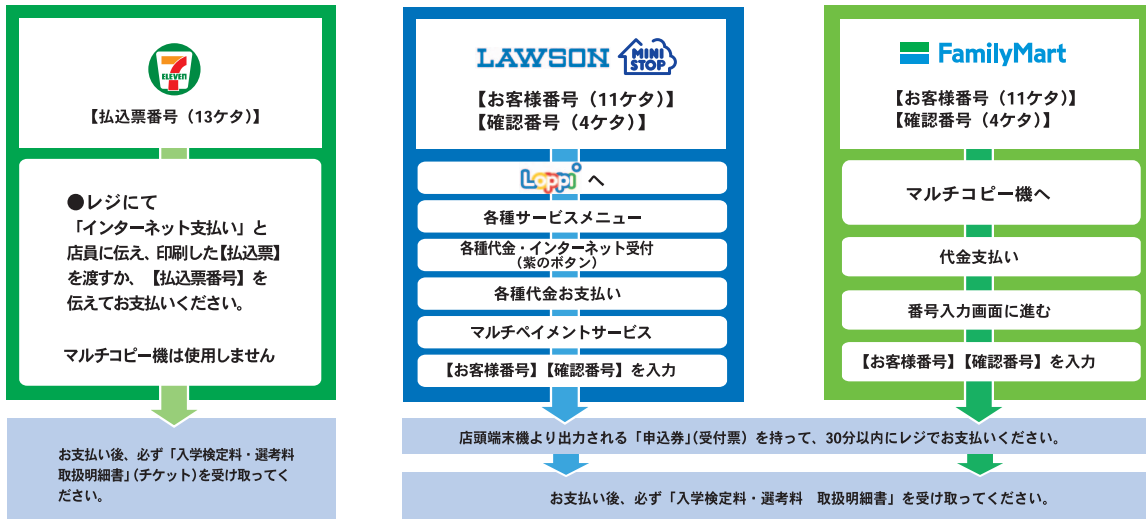 7
ELEVEN
【払込票番号（13ケタ）】
●レジにて
「インターネット支払い」と
店員に伝え、印刷した【払込票】
を渡すか、【払込票番号】を
伝えてお支払いください。
マルチコピー機は使用しません
お支払い後、必ず「入学検定料・選考料
取扱明細書」（チケット）を受け取ってく
ださい。
LAWSON MINI STOP
【お客様番号（11ケタ）】
【確認番号（4ケタ）】
Loppi へ
各種サービスメニュー
各種代金・インターネット受付
（紫のボタン）
各種代金お支払い
マルチペイメントサービス
【お客様番号】【確認番号】を入力
FamilyMart
【お客様番号（11ケタ）】
【確認番号（4ケタ）】
マルチコピー機へ
代金支払い
番号入力画面に進む
【お客様番号】【確認番号】を入力
店頭端末機より出力される「申込券」（受付票）を持って、30分以内にレジでお支払いください。
お支払い後、必ず「入学検定料・選考料　取扱明細書」を受け取ってください。